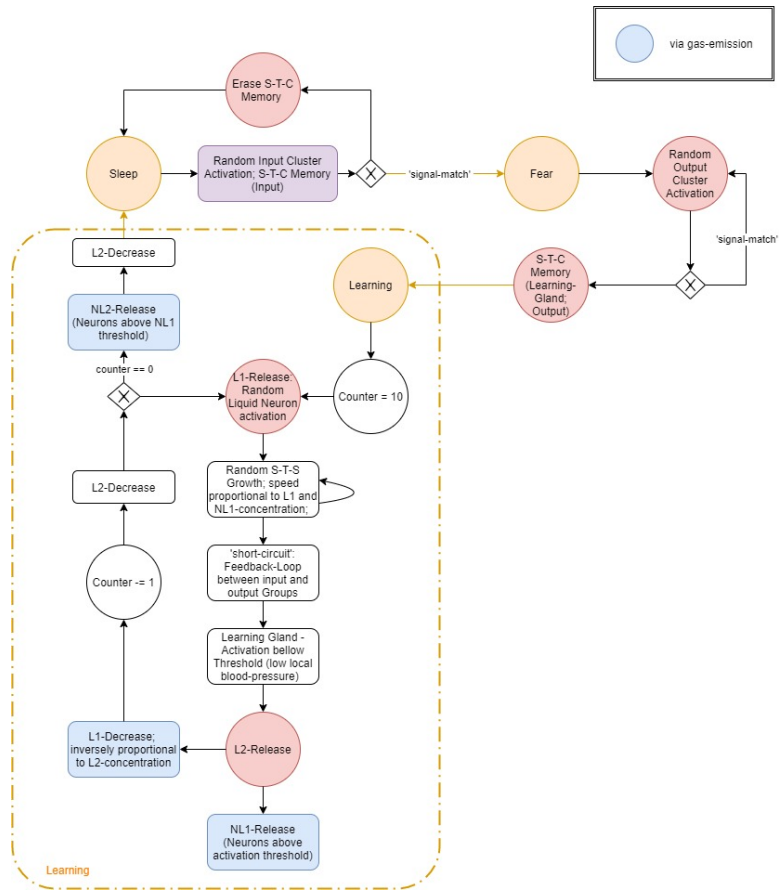 via gas-emission
Erase S-T-C
Memory
Sleep
Random Input Cluster
Activation; S-T-C Memory
(Input)
X
'signal-match'
Fear
Random
Output
Cluster
Activation
'signal-match'
X
S-T-C
Memory
(Learning-
Gland;
Output)
Learning
L2-Decrease
NL2-Release
(Neurons above NL1
threshold)
counter == 0
X
L1-Release:
Random
Liquid Neuron
activation
Counter = 10
Random S-T-S
Growth; speed
proportional to L1 and
NL1-concentration;
L2-Decrease
'short-circuit':
Feedback-Loop
between input and
output Groups
Counter -= 1
Learning Gland -
Activation bellow
Threshold (low local
blood-pressure)
L1-Decrease;
inversely proportional
to L2-concentration
L2-Release
NL1-Release
(Neurons above
activation threshold)
Learning